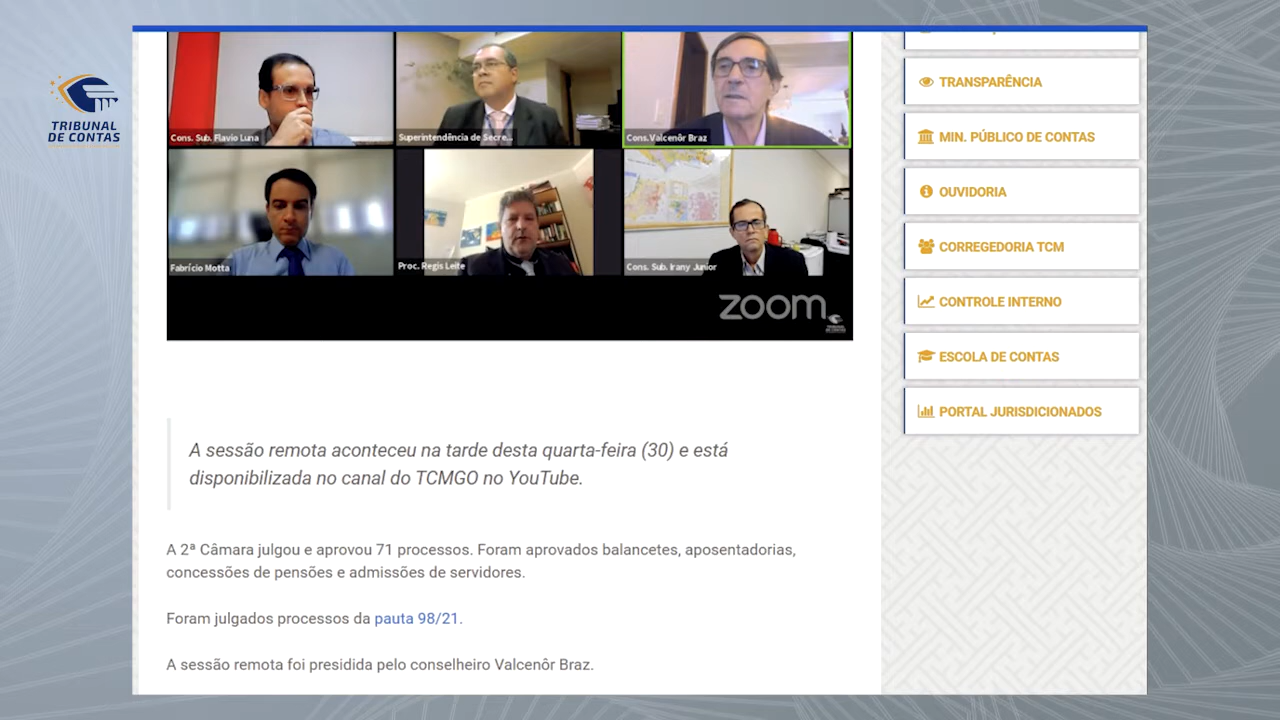 TRIBUNAL
DE CONTAS
Cons. Sub. Flavio Luna
Superintendência de Secre...
Cons.Valcenôr Braz
Fabrício Motta
Proc. Regis Leite
Cons. Sub. Irany Junior
zoom
A sessão remota aconteceu na tarde desta quarta-feira (30) e está
disponibilizada no canal do TCMGO no YouTube.
A 2ª Câmara julgou e aprovou 71 processos. Foram aprovados balancetes, aposentadorias,
concessões de pensões e admissões de servidores.
Foram julgados processos da pauta 98/21.
A sessão remota foi presidida pelo conselheiro Valcenôr Braz.
TRANSPARÊNCIA
MIN. PÚBLICO DE CONTAS
OUVIDORIA
CORREGEDORIA TCM
CONTROLE INTERNO
ESCOLA DE CONTAS
PORTAL JURISDICIONADOS